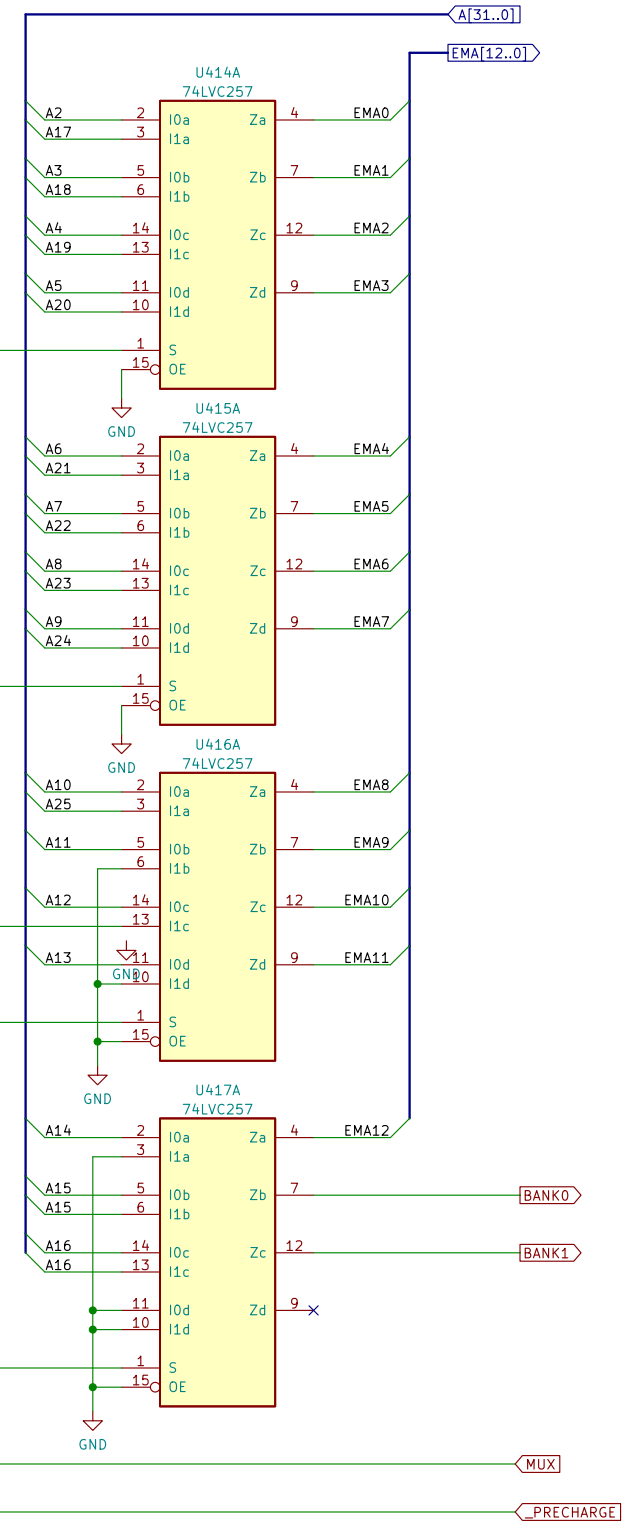 A[31..0]
EMA[12..0]
U414A
74LVC257
A2 2 I0a Za 4 EMA0
A17 3 I1a
A3 5 I0b Zb 7 EMA1
A18 6 I1b
A4 14 I0c Zc 12 EMA2
A19 13 I1c
A5 11 I0d Zd 9 EMA3
A20 10 I1d
1 S
15 OE
GND
U415A
74LVC257
A6 2 I0a Za 4 EMA4
A21 3 I1a
A7 5 I0b Zb 7 EMA5
A22 6 I1b
A8 14 I0c Zc 12 EMA6
A23 13 I1c
A9 11 I0d Zd 9 EMA7
A24 10 I1d
1 S
15 OE
GND
U416A
74LVC257
A10 2 I0a Za 4 EMA8
A25 3 I1a
A11 5 I0b Zb 7 EMA9
6 I1b
A12 14 I0c Zc 12 EMA10
13 I1c
A13 11 I0d Zd 9 EMA11
GND 10 I1d
1 S
15 OE
GND
U417A
74LVC257
A14 2 I0a Za 4 EMA12
3 I1a
A15 5 I0b Zb 7 BANK0
A15 6 I1b
A16 14 I0c Zc 12 BANK1
A16 13 I1c
11 I0d Zd 9
10 I1d
1 S
15 OE
GND
MUX
_PRECHARGE